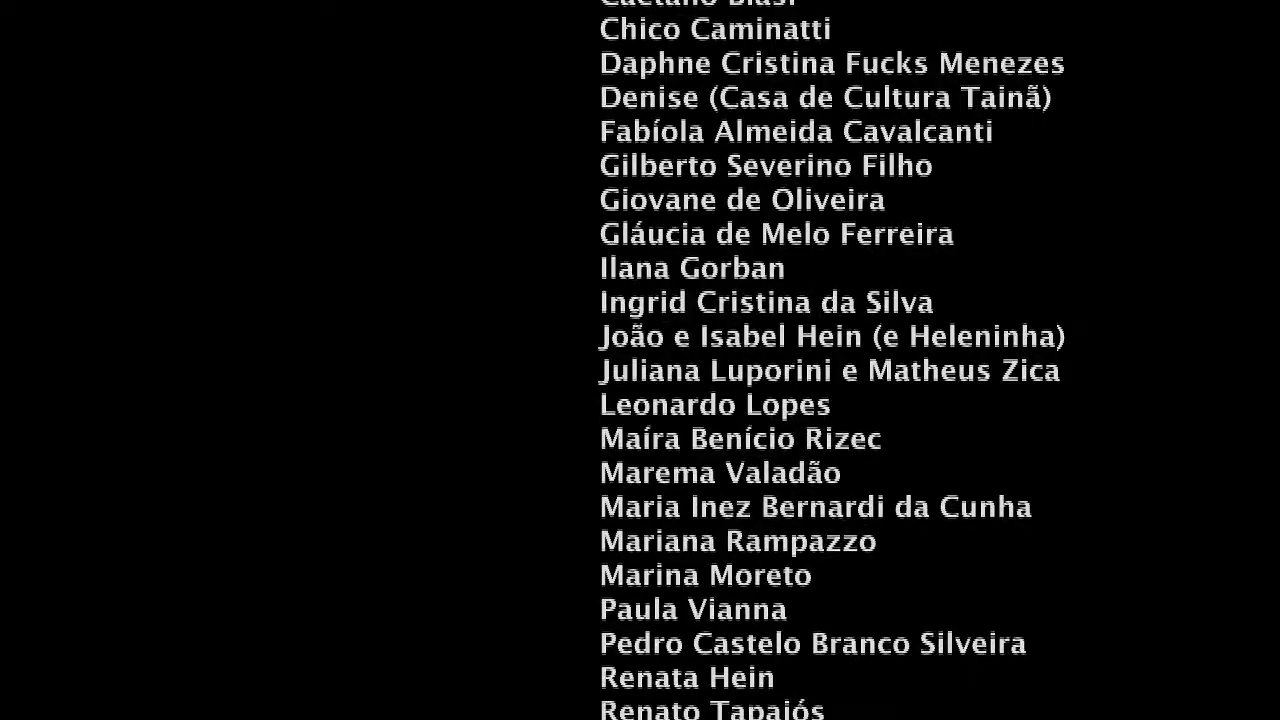 Caetano Biasi
Chico Caminatti
Daphne Cristina Fucks Menezes
Denise (Casa de Cultura Tainã)
Fabíola Almeida Cavalcanti
Gilberto Severino Filho
Giovane de Oliveira
Gláucia de Melo Ferreira
Ilana Gorban
Ingrid Cristina da Silva
João e Isabel Hein (e Heleninha)
Juliana Luporini e Matheus Zica
Leonardo Lopes
Maíra Benício Rizec
Marema Valadão
Maria Inez Bernardi da Cunha
Mariana Rampazzo
Marina Moreto
Paula Vianna
Pedro Castelo Branco Silveira
Renata Hein
Renato Tapajós